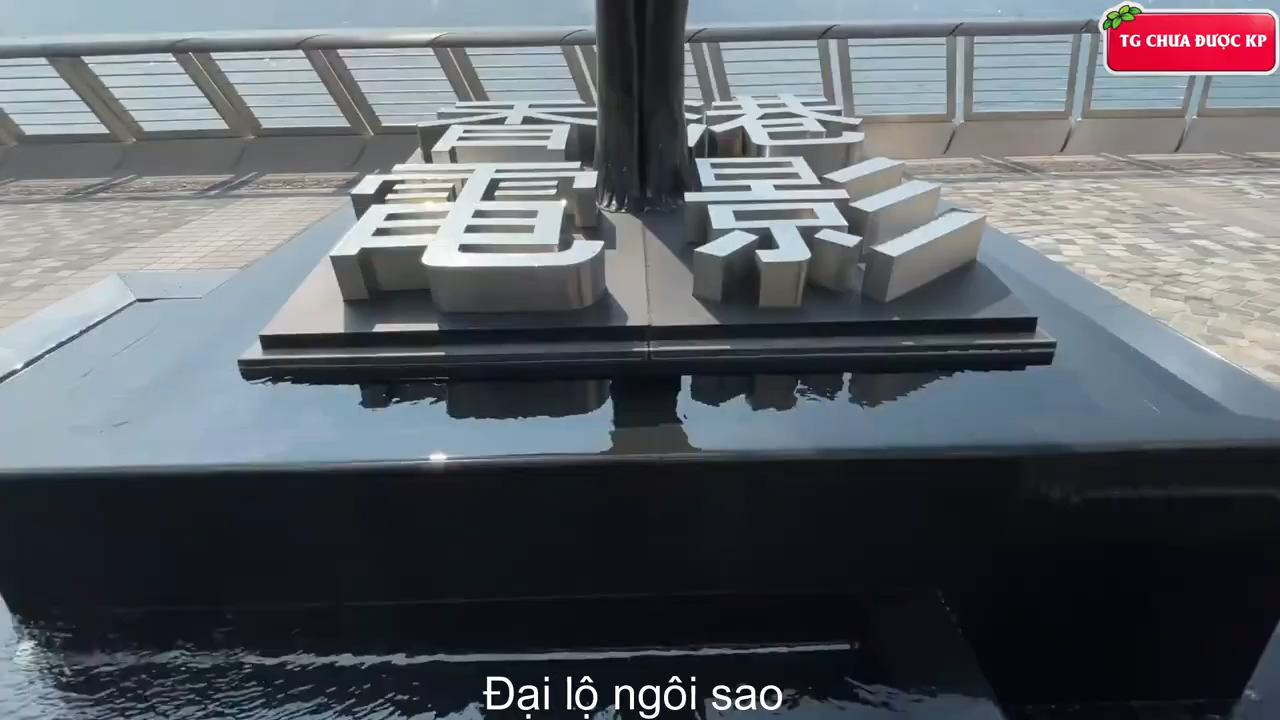 TG CHƯA ĐƯỢC KP
香港
電影
Đại lộ ngôi sao